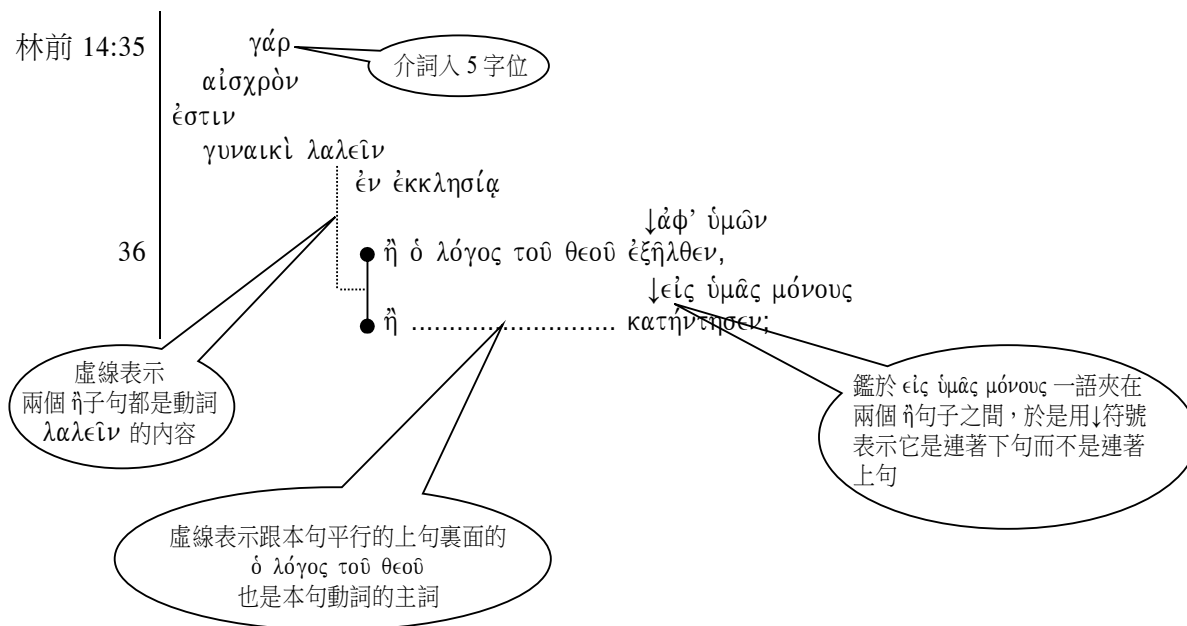 林前 14:35
γάρ
介詞入 5 字位
αἰσχρὸν
ἐστιν
γυναικὶ λαλεῖν
ἐν ἐκκλησίᾳ
↓ἀφ’ ὑμῶν
36
ἢ ὁ λόγος τοῦ θεοῦ ἐξῆλθεν,
↓εἰς ὑμᾶς μόνους
ἢ ........................... κατήντησεν;
虛線表示
兩個 ἢ子句都是動詞
λαλεῖν 的內容
鑑於 εἰς ὑμᾶς μόνους 一語夾在
兩個 ἢ句子之間，於是用↓符號
表示它是連著下句而不是連著
上句
虛線表示跟本句平行的上句裏面的
ὁ λόγος τοῦ θεοῦ
也是本句動詞的主詞